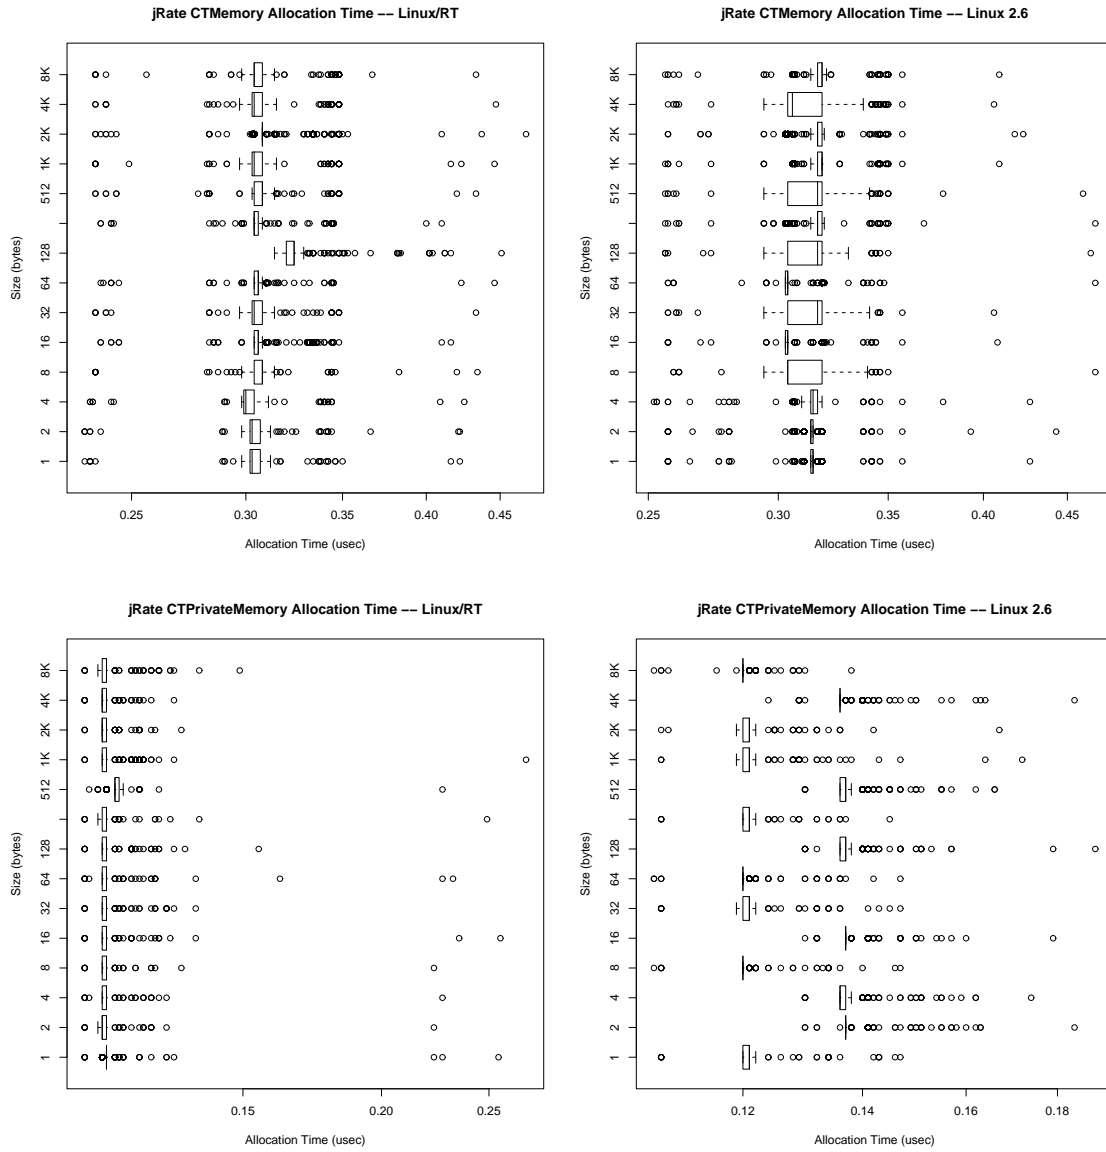 jRate CTMemory Allocation Time −− Linux/RT
Size (bytes)
8K
4K
2K
1K
512
128
64
32
16
8
4
2
1
0.25 0.30 0.35 0.40 0.45
Allocation Time (usec)
jRate CTMemory Allocation Time −− Linux 2.6
Size (bytes)
8K
4K
2K
1K
512
128
64
32
16
8
4
2
1
0.25 0.30 0.35 0.40 0.45
Allocation Time (usec)
jRate CTPrivateMemory Allocation Time −− Linux/RT
Size (bytes)
8K
4K
2K
1K
512
128
64
32
16
8
4
2
1
0.15 0.20 0.25
Allocation Time (usec)
jRate CTPrivateMemory Allocation Time −− Linux 2.6
Size (bytes)
8K
4K
2K
1K
512
128
64
32
16
8
4
2
1
0.12 0.14 0.16 0.18
Allocation Time (usec)